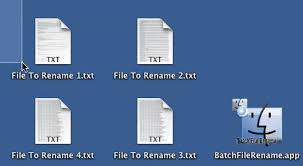 TXT
TXT
File To Rename 1.txt
File To Rename 2.txt
TXT
TXT
File To Rename 4.txt
File To Rename 3.txt
BatchFileRename.app